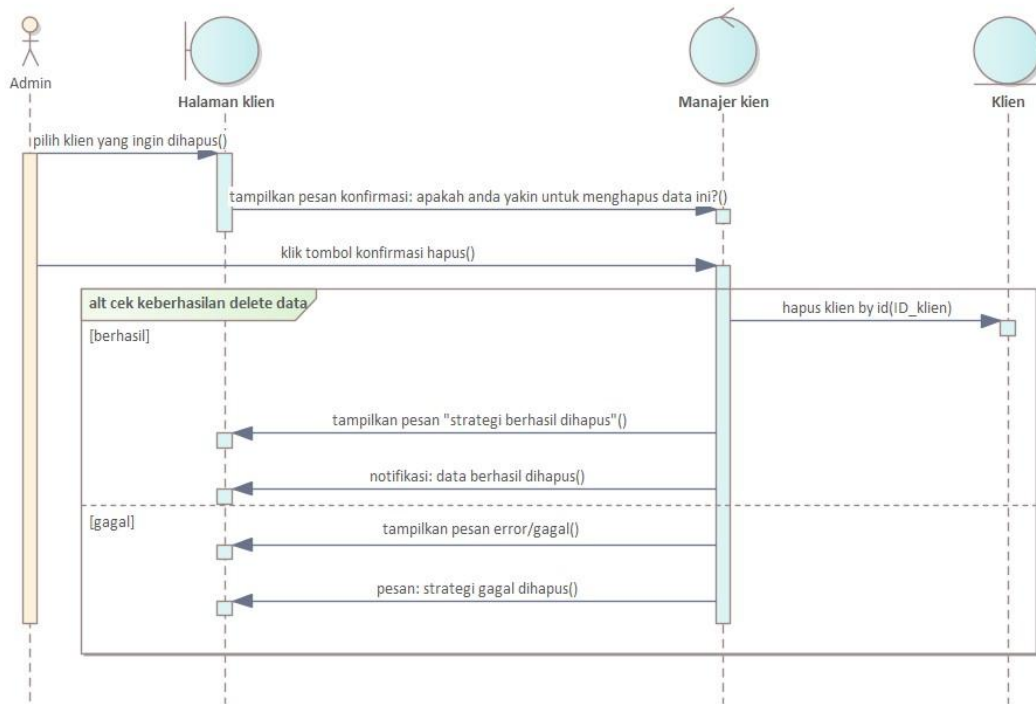 Admin
Halaman klien
Manajer kien
Klien
pilih klien yang ingin dihapus()
tampilkan pesan konfirmasi: apakah anda yakin untuk menghapus data ini?()
klik tombol konfirmasi hapus()
alt cek keberhasilan delete data
hapus klien by id(ID_klien)
[berhasil]
tampilkan pesan "strategi berhasil dihapus"()
notifikasi: data berhasil dihapus()
[gagal]
tampilkan pesan error/gagal()
pesan: strategi gagal dihapus()